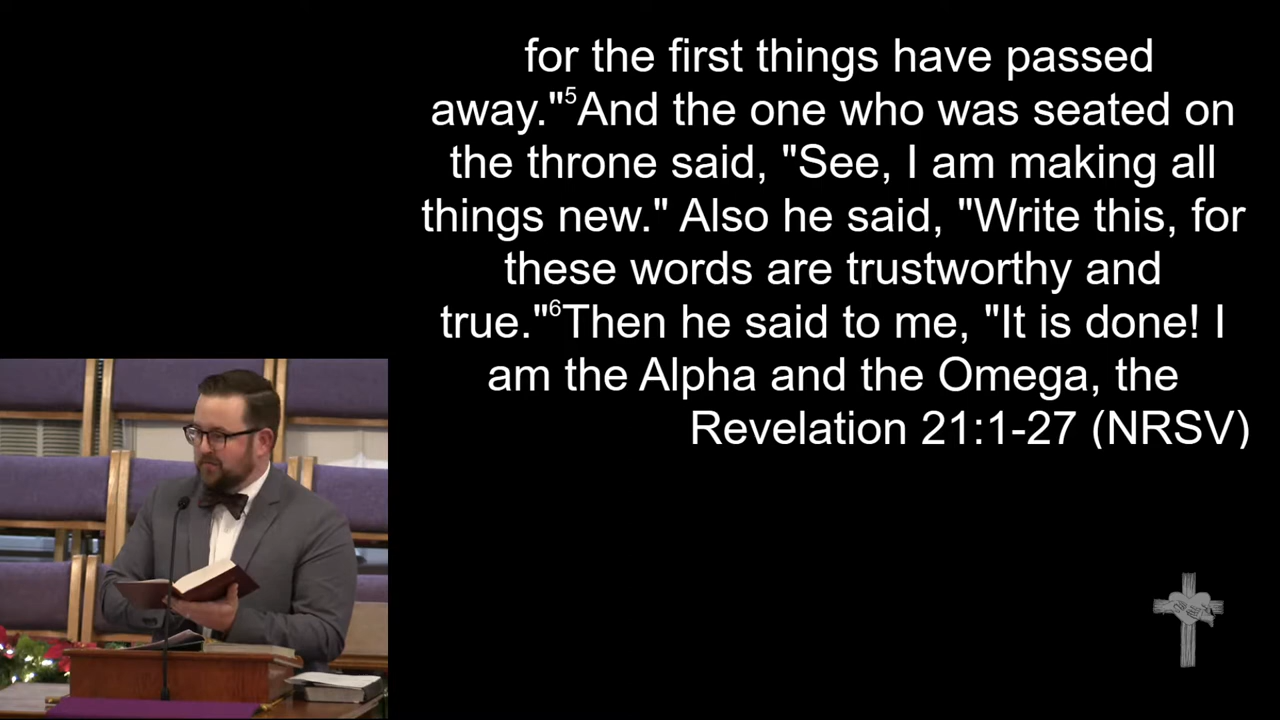 for the first things have passed
away."5And the one who was seated on
the throne said, "See, I am making all
things new." Also he said, "Write this, for
these words are trustworthy and
true."6Then he said to me, "It is done! I
am the Alpha and the Omega, the
Revelation 21:1-27 (NRSV)